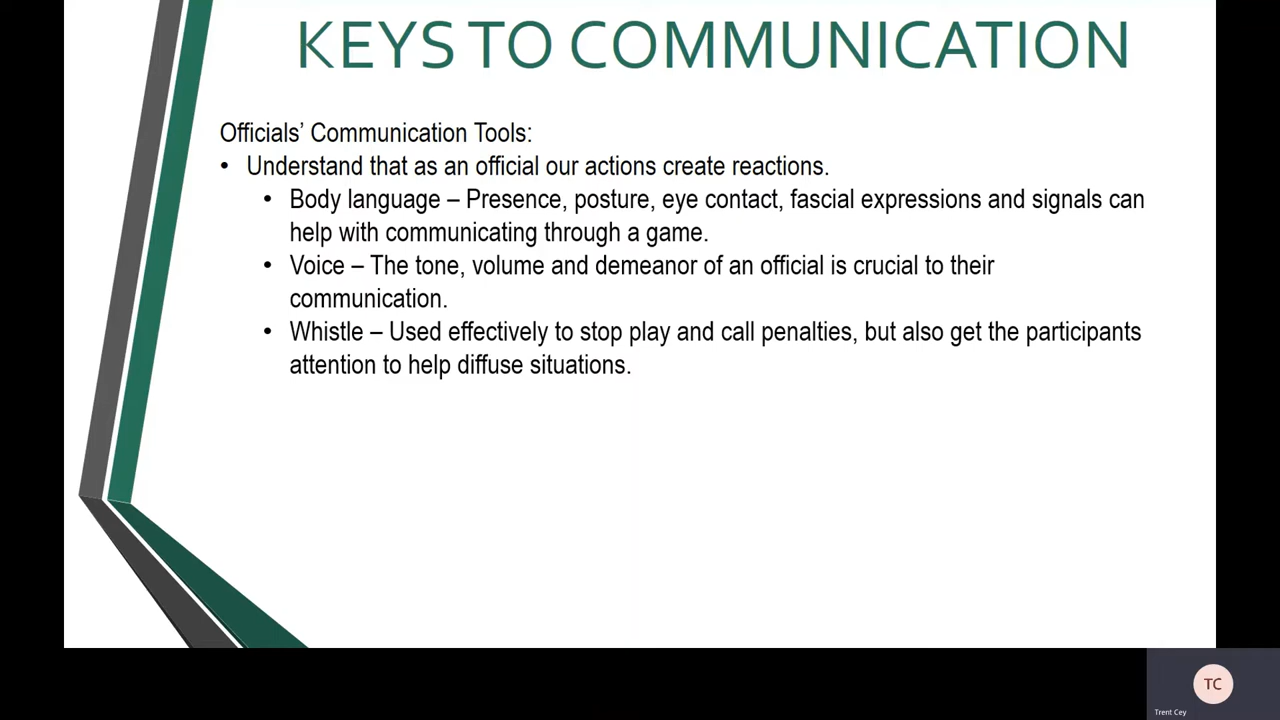 KEYS TO COMMUNICATION
Officials’ Communication Tools:
• Understand that as an official our actions create reactions.
• Body language – Presence, posture, eye contact, fascial expressions and signals can
help with communicating through a game.
• Voice – The tone, volume and demeanor of an official is crucial to their
communication.
• Whistle – Used effectively to stop play and call penalties, but also get the participants
attention to help diffuse situations.
TC
Trent Cey